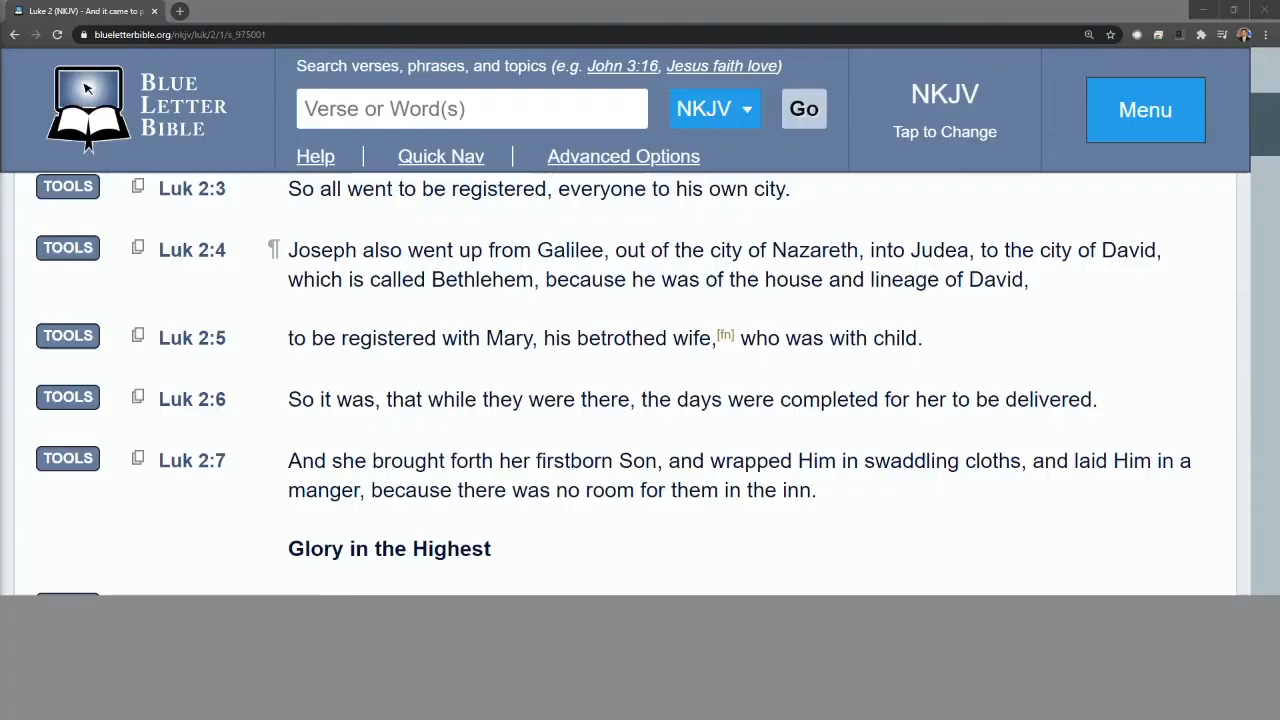 Luke 2 (NKJV) - And it came to p
blueletterbible.org/nkjv/luk/2/1/s_975001
BLUE
LETTER
BIBLE
Search verses, phrases, and topics (e.g. John 3:16, Jesus faith love)
Verse or Word(s)
NKJV
Go
Help | Quick Nav | Advanced Options
NKJV
Tap to Change
Menu
TOOLS Luk 2:3 So all went to be registered, everyone to his own city.
TOOLS Luk 2:4 ¶ Joseph also went up from Galilee, out of the city of Nazareth, into Judea, to the city of David,
which is called Bethlehem, because he was of the house and lineage of David,
TOOLS Luk 2:5 to be registered with Mary, his betrothed wife,[fn] who was with child.
TOOLS Luk 2:6 So it was, that while they were there, the days were completed for her to be delivered.
TOOLS Luk 2:7 And she brought forth her firstborn Son, and wrapped Him in swaddling cloths, and laid Him in a
manger, because there was no room for them in the inn.
Glory in the Highest